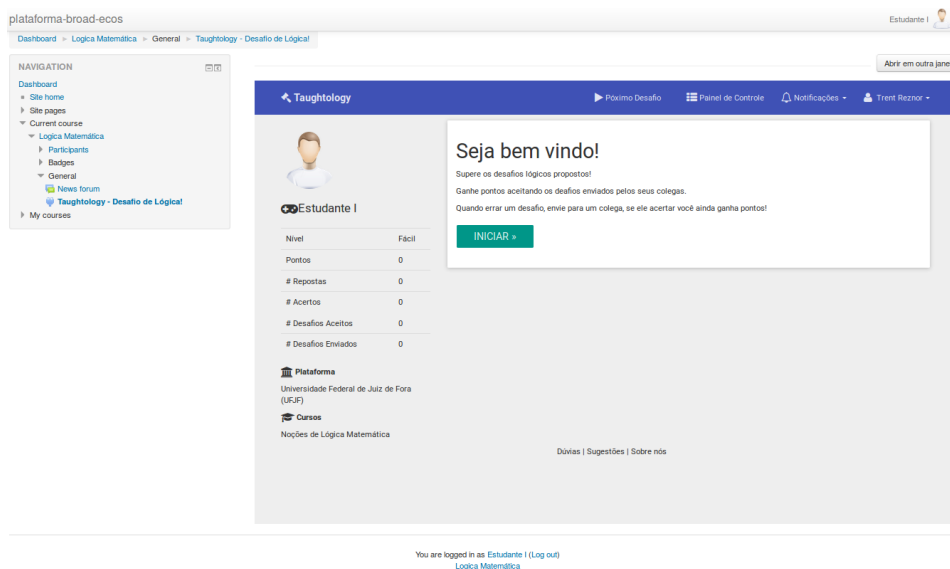 plataforma-broad-ecos
Estudante I
Dashboard ► Logica Matemática ► General ► Taughtology - Desafio de Lógica!
NAVIGATION
Dashboard
Site home
Site pages
Current course
Logica Matemática
Participants
Badges
General
News forum
Taughtology - Desafio de Lógica!
My courses
Abrir em outra jane
Taughtology
Póximo Desafio
Painel de Controle
Notificações
Trent Reznor
Estudante I
Nível Fácil
Pontos 0
# Repostas 0
# Acertos 0
# Desafios Aceitos 0
# Desafios Enviados 0
Plataforma
Universidade Federal de Juiz de Fora
(UFJF)
Cursos
Noções de Lógica Matemática
Seja bem vindo!
Supere os desafios lógicos propostos!
Ganhe pontos aceitando os deafios enviados pelos seus colegas.
Quando errar um desafio, envie para um colega, se ele acertar você ainda ganha pontos!
INICIAR »
Dúvias | Sugestões | Sobre nós
You are logged in as Estudante I (Log out)
Logica Matemática